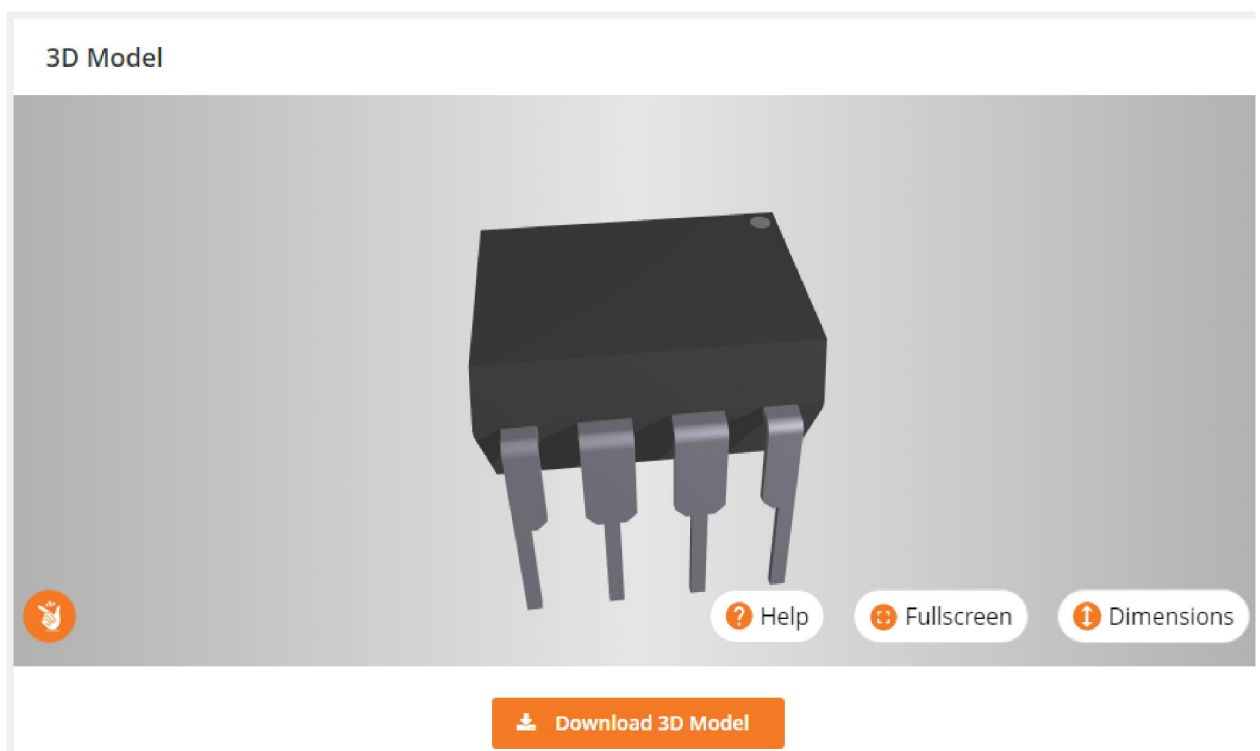 3D Model
Help
Fullscreen
Dimensions
Download 3D Model